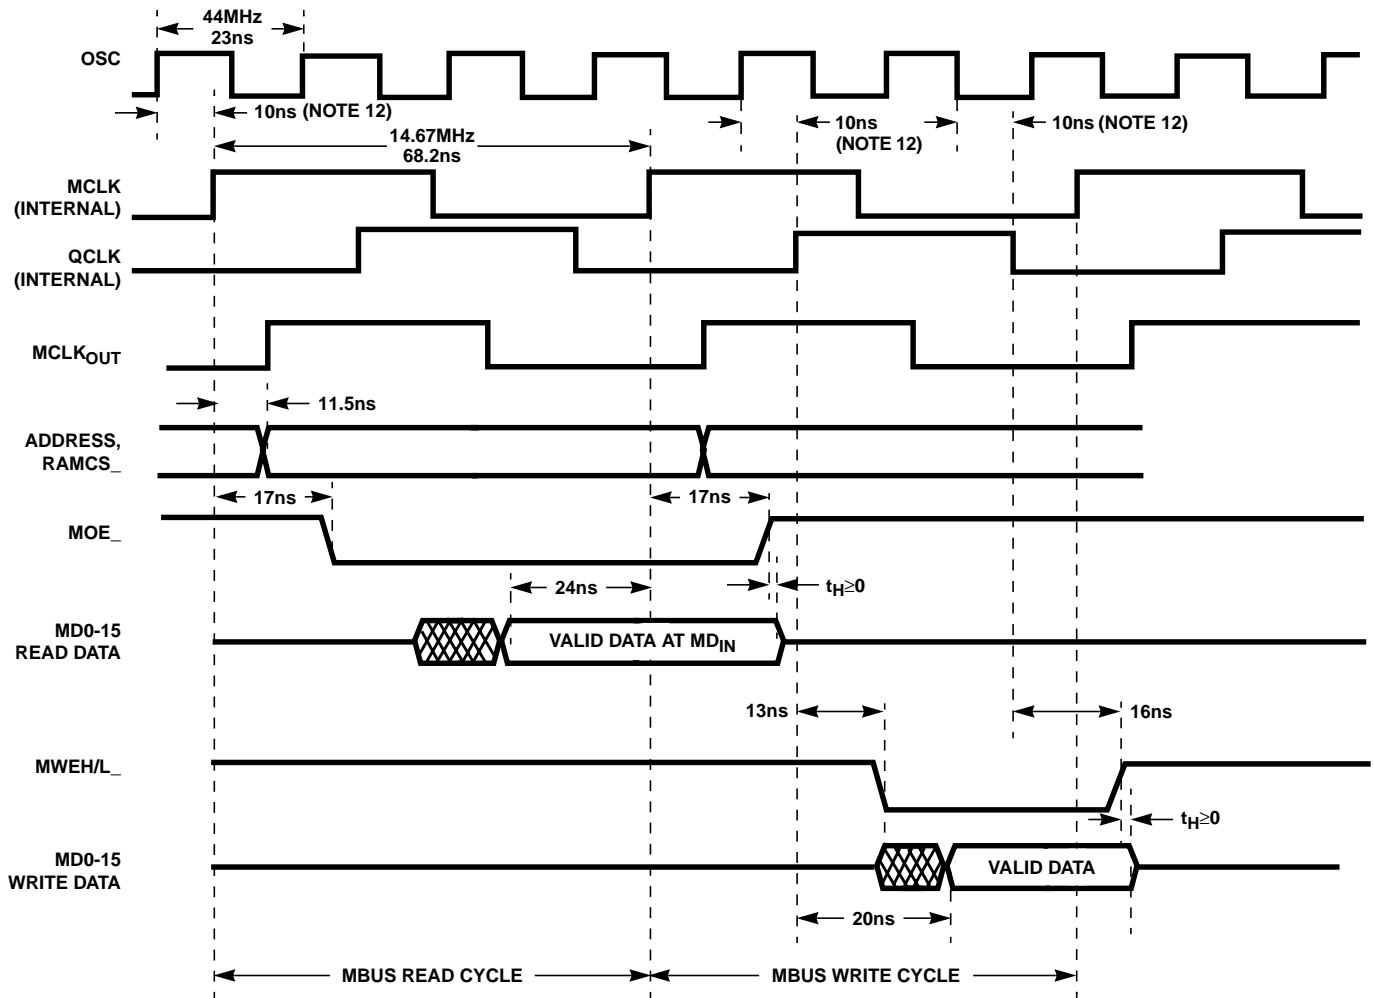 44MHz
23ns
OSC
10ns (NOTE 12)
10ns
(NOTE 12)
10ns (NOTE 12)
14.67MHz
68.2ns
MCLK
(INTERNAL)
QCLK
(INTERNAL)
MCLKOUT
11.5ns
ADDRESS,
RAMCS_
17ns
17ns
MOE_
24ns
tH≥0
MD0-15
READ DATA
VALID DATA AT MDIN
13ns
16ns
MWEH/L_
tH≥0
MD0-15
WRITE DATA
VALID DATA
20ns
MBUS READ CYCLE
MBUS WRITE CYCLE